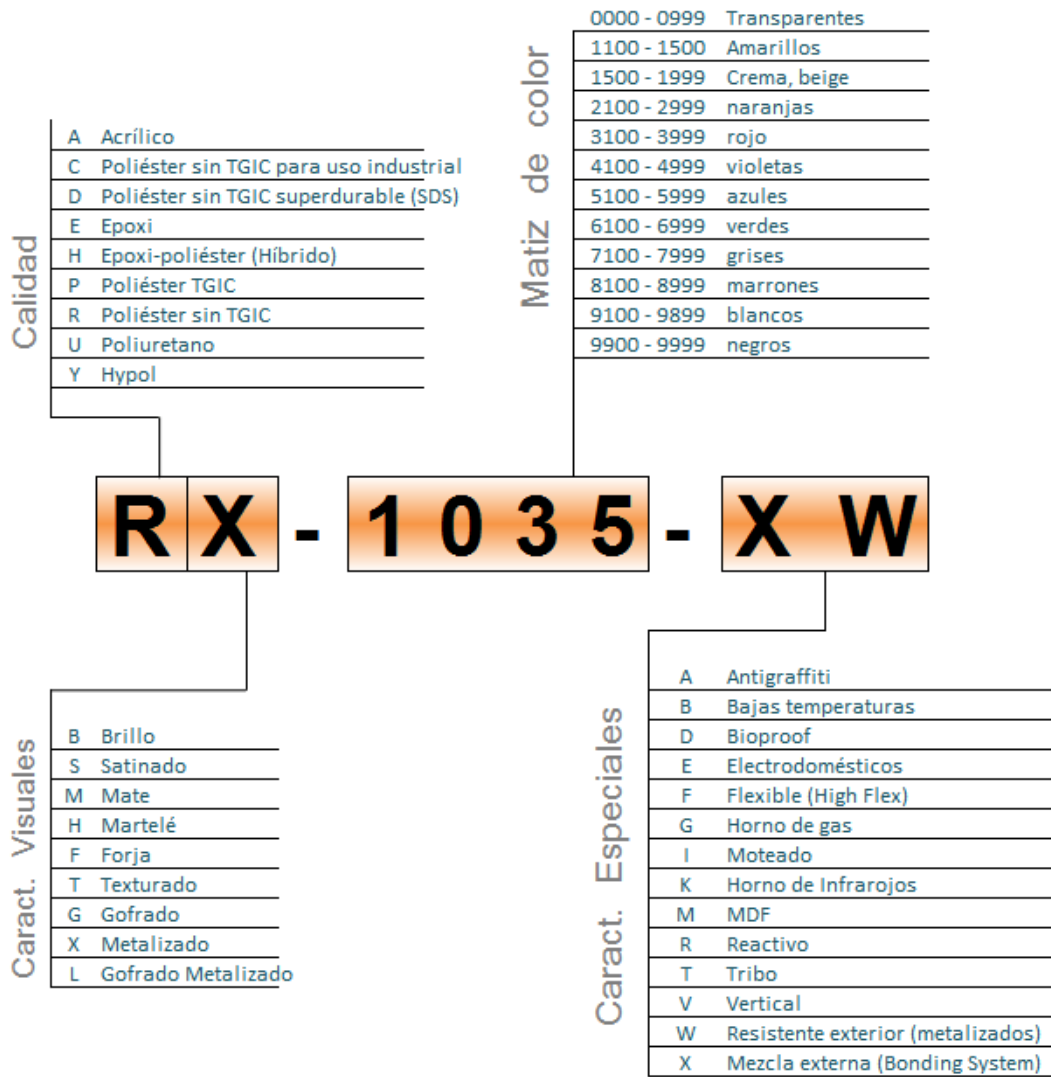 0000 - 0999 Transparentes
1100 - 1500 Amarillos
1500 - 1999 Crema, beige
2100 - 2999 naranjas
3100 - 3999 rojo
4100 - 4999 violetas
5100 - 5999 azules
6100 - 6999 verdes
7100 - 7999 grises
8100 - 8999 marrones
9100 - 9899 blancos
9900 - 9999 negros
Matiz de color
A Acrílico
C Poliéster sin TGIC para uso industrial
D Poliéster sin TGIC superdurable (SDS)
E Epoxi
H Epoxi-poliéster (Híbrido)
P Poliéster TGIC
R Poliéster sin TGIC
U Poliuretano
Y Hypol
Calidad
RX - 1035 - XW
B Brillo
S Satinado
M Mate
H Martelé
F Forja
T Texturado
G Gofrado
X Metalizado
L Gofrado Metalizado
Caract. Visuales
A Antigraffiti
B Bajas temperaturas
D Bioproof
E Electrodomésticos
F Flexible (High Flex)
G Horno de gas
I Moteado
K Horno de Infrarojos
M MDF
R Reactivo
T Tribo
V Vertical
W Resistente exterior (metalizados)
X Mezcla externa (Bonding System)
Caract. Especiales